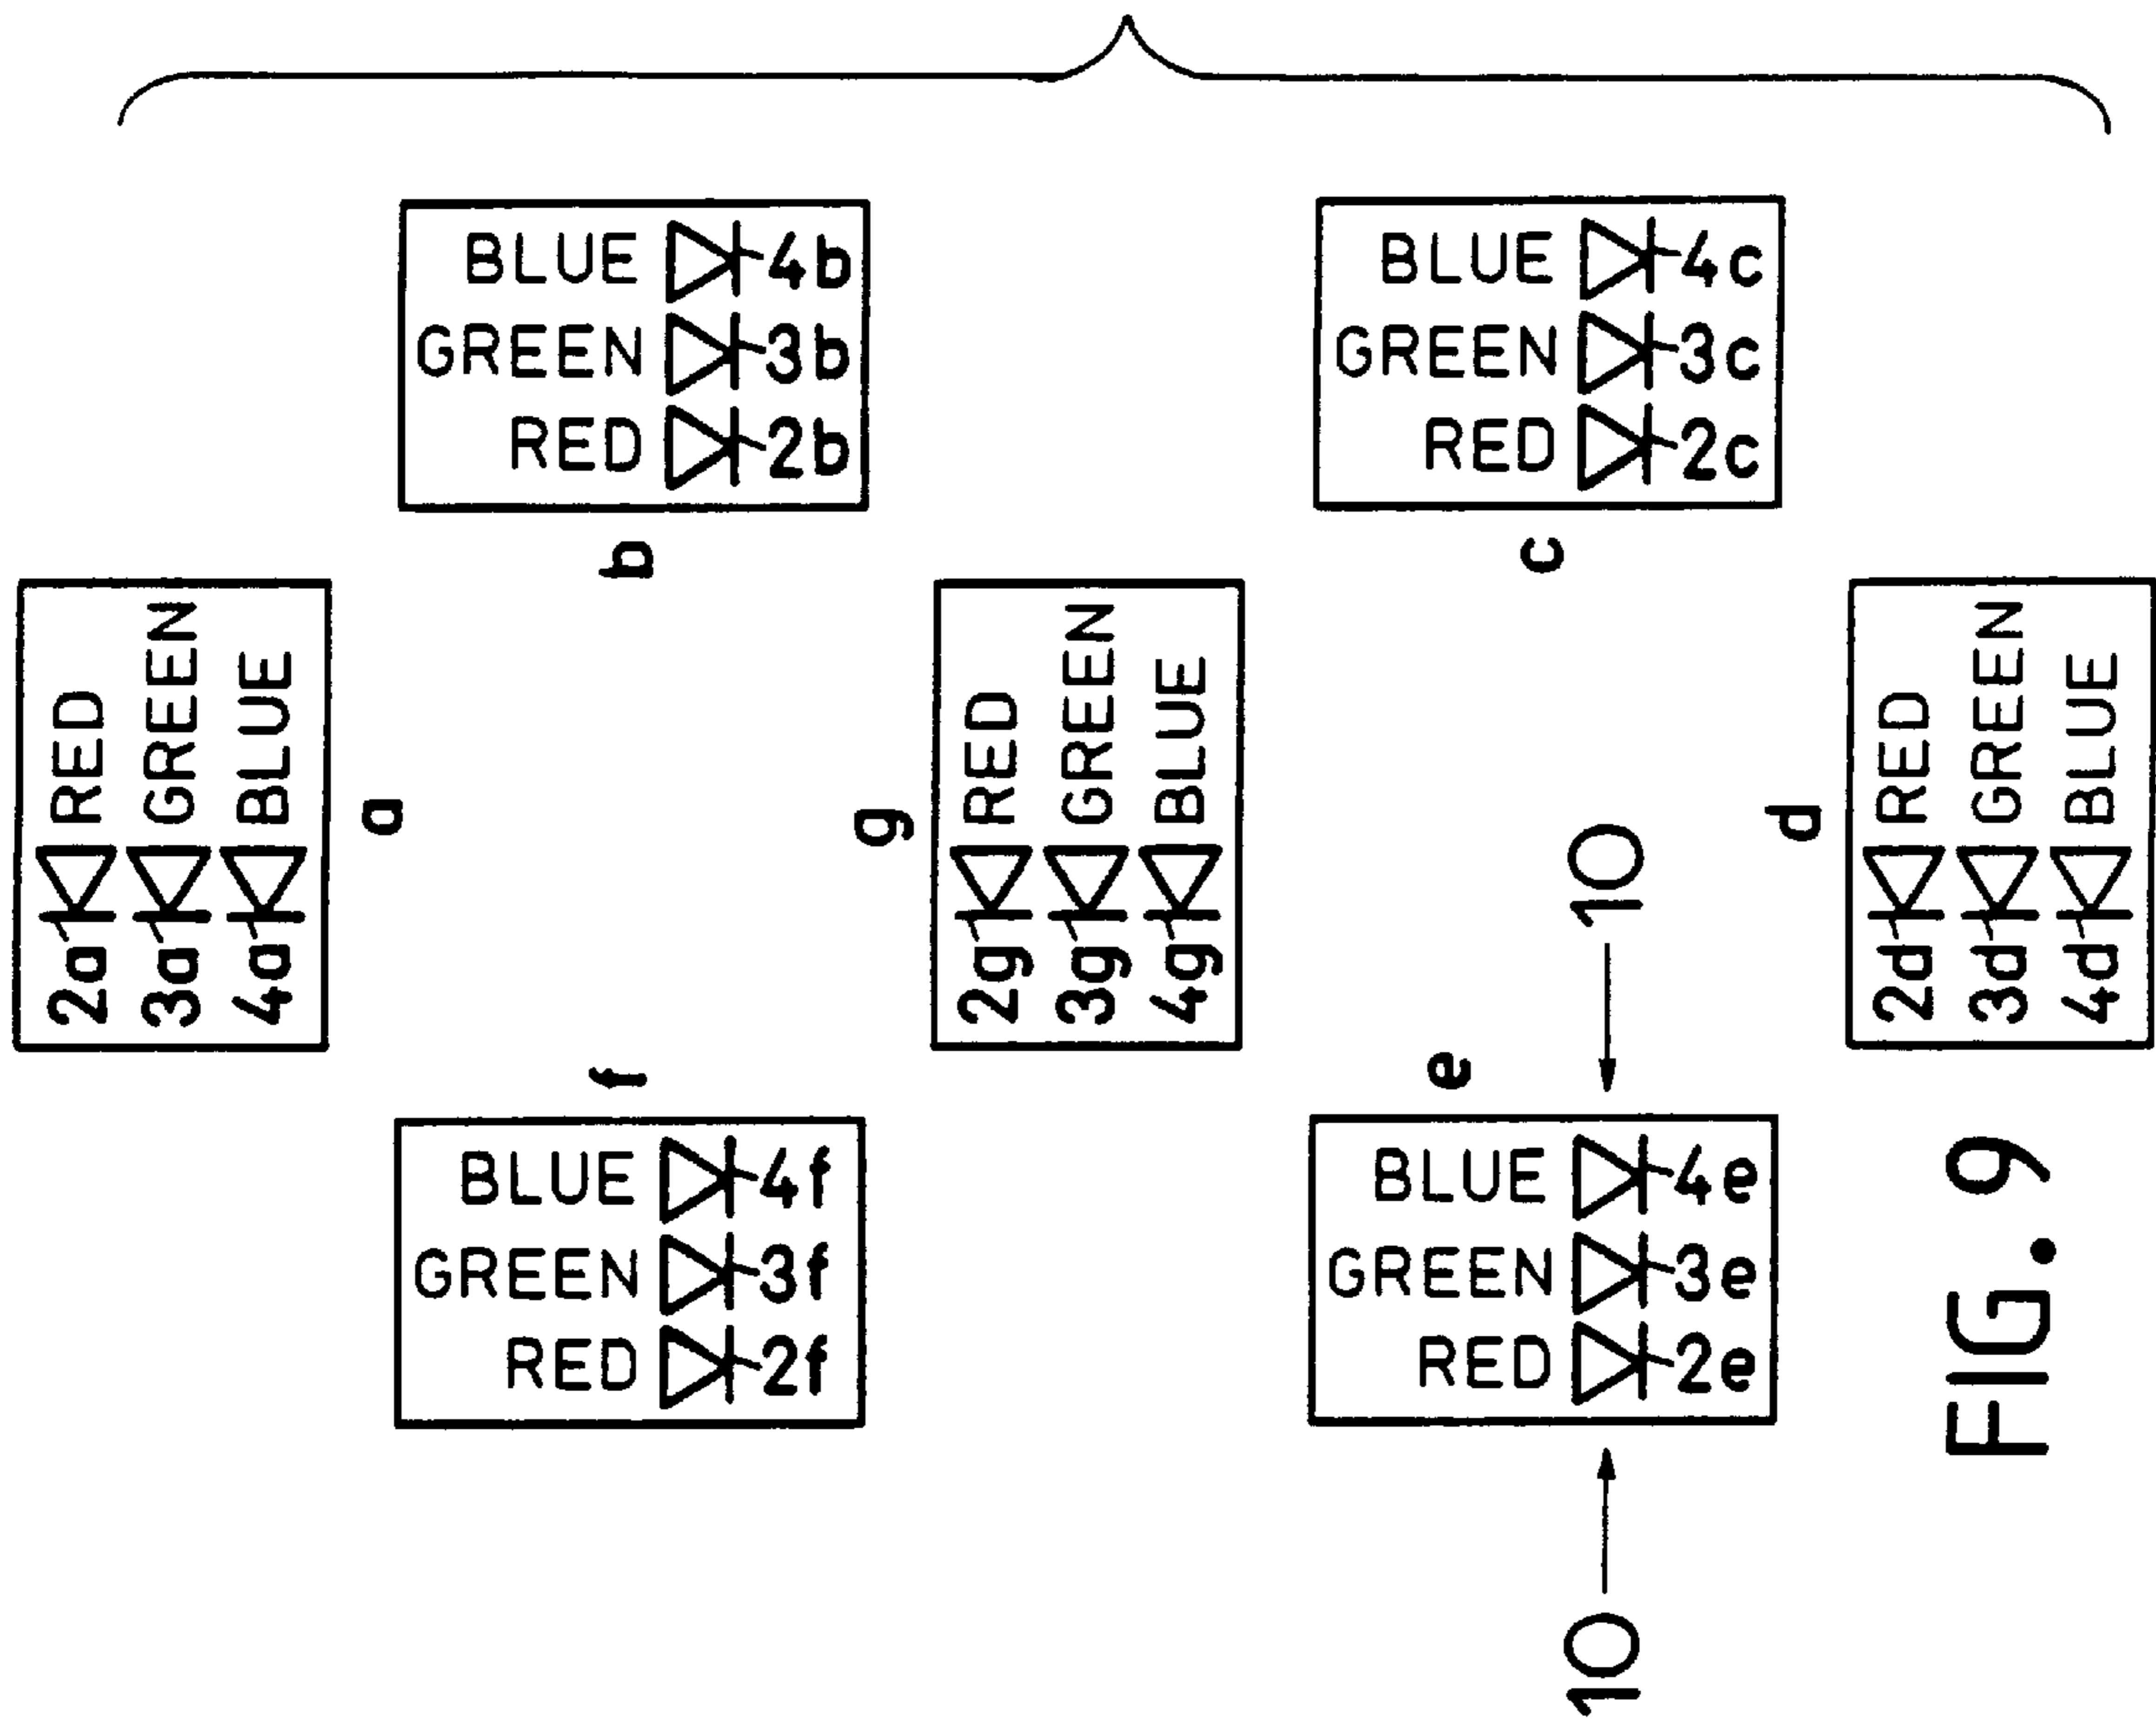 2a RED
3a GREEN
4a BLUE
a
BLUE 4b
GREEN 3b
RED 2b
b
f
BLUE 4f
GREEN 3f
RED 2f
g
2g RED
3g GREEN
4g BLUE
c
BLUE 4c
GREEN 3c
RED 2c
e
BLUE 4e
GREEN 3e
RED 2e
10
10
d
2d RED
3d GREEN
4d BLUE
FIG. 9